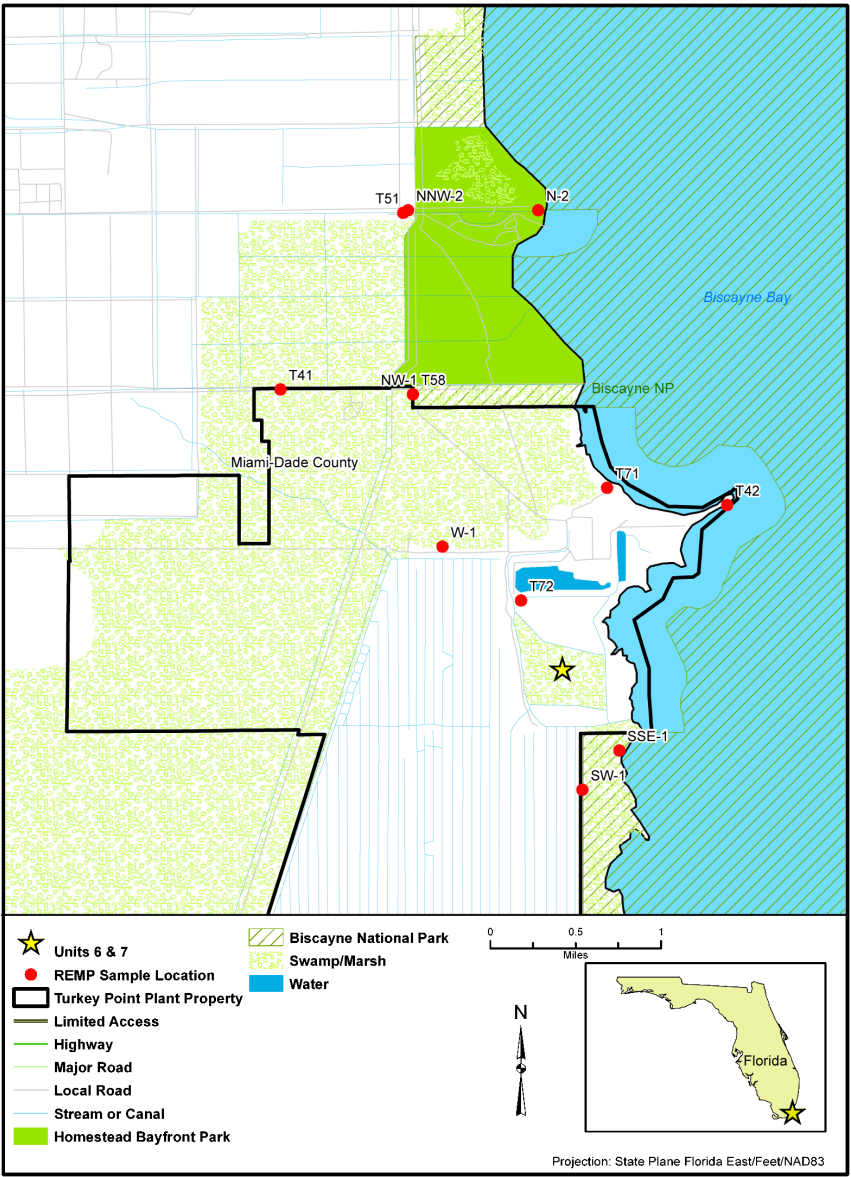 T51 NNW-2 N-2
Biscayne Bay
T41 NW-1 T58
Biscayne NP
Miami-Dade County T71
T42
W-1
T72
SSE-1
SW-1
Units 6 & 7
REMP Sample Location
Turkey Point Plant Property
Limited Access
Highway
Major Road
Local Road
Stream or Canal
Homestead Bayfront Park
Biscayne National Park
Swamp/Marsh
Water
0 0.5 1
Miles
N
Florida
Projection: State Plane Florida East/Feet/NAD83